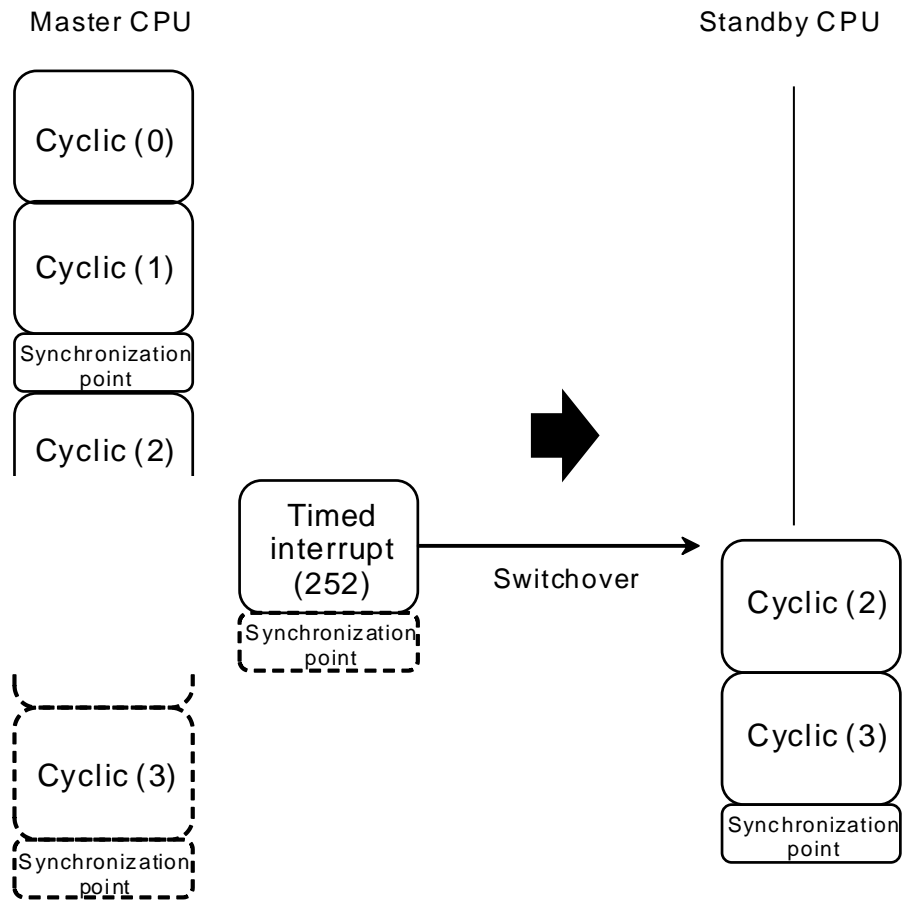 Master CPU
Standby CPU
Cyclic (0)
Cyclic (1)
Synchronization
point
Cyclic (2)
Timed
interrupt
(252)
Switchover
Synchronization
point
Cyclic (2)
Cyclic (3)
Cyclic (3)
Synchronization
point
Synchronization
point